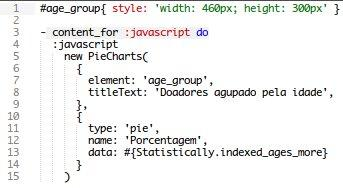 1 #age_group{ style: 'width: 460px; height: 300px' }
2
3 - content_for :javascript do
4 :javascript
5 new PieCharts(
6 {
7 element: 'age_group',
8 titleText: 'Doadores agupado pela idade',
9 },
10 {
11 type: 'pie',
12 name: 'Porcentagem',
13 data: #{Statistically.indexed_ages_more}
14 }
15 )